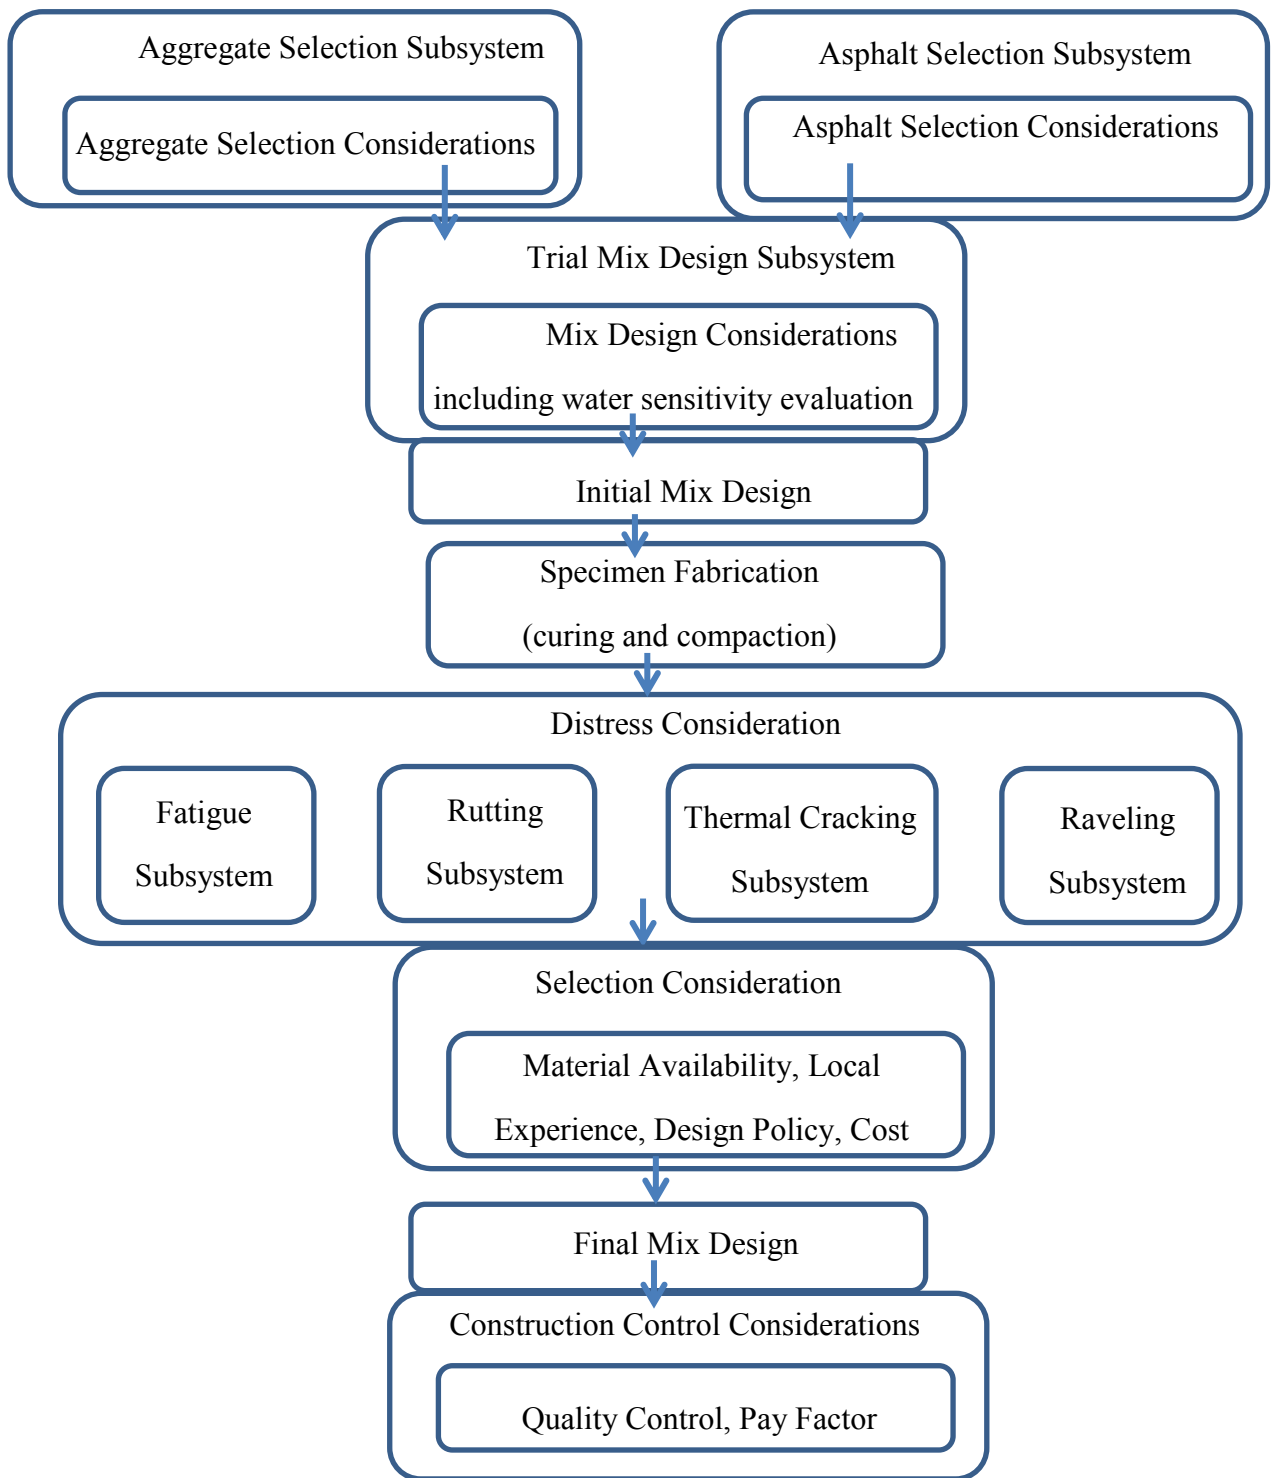 Aggregate Selection Subsystem
Aggregate Selection Considerations
Asphalt Selection Subsystem
Asphalt Selection Considerations
Trial Mix Design Subsystem
Mix Design Considerations
including water sensitivity evaluation
Initial Mix Design
Specimen Fabrication
(curing and compaction)
Distress Consideration
Fatigue
Subsystem
Rutting
Subsystem
Thermal Cracking
Subsystem
Raveling
Subsystem
Selection Consideration
Material Availability, Local
Experience, Design Policy, Cost
Final Mix Design
Construction Control Considerations
Quality Control, Pay Factor